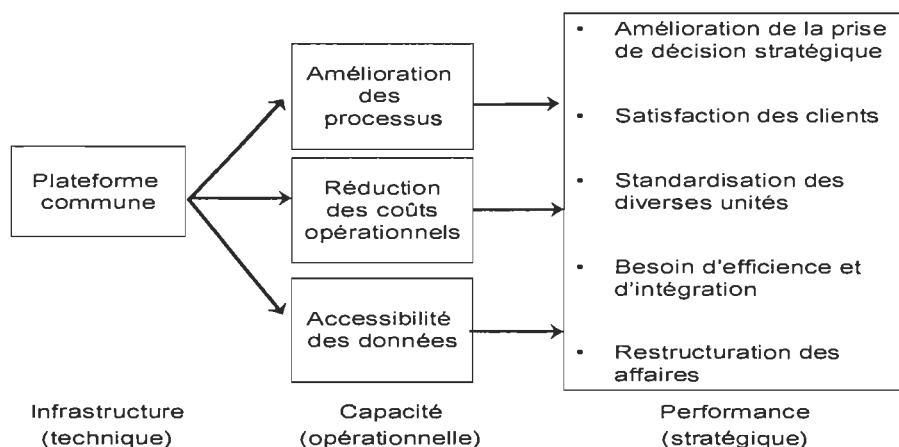 Plateforme
commune
Amélioration
des
processus
Réduction
des coûts
opérationnels
Accessibilité
des données
• Amélioration de la prise
de décision stratégique
• Satisfaction des clients
• Standardisation des
diverses unités
• Besoin d'efficience et
d'intégration
• Restructuration des
affaires
Infrastructure
(technique)
Capacité
(opérationnelle)
Performance
(stratégique)